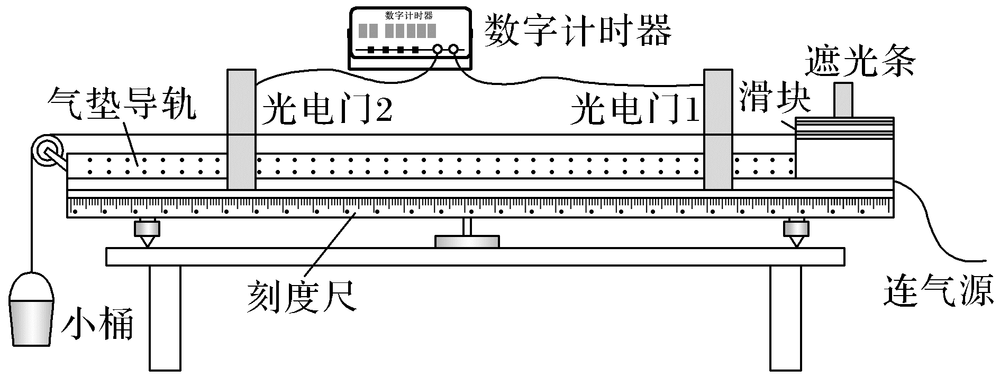 数字计时器
数字计时器
遮光条
滑块
气垫导轨
光电门2
光电门1
刻度尺
连气源
小桶